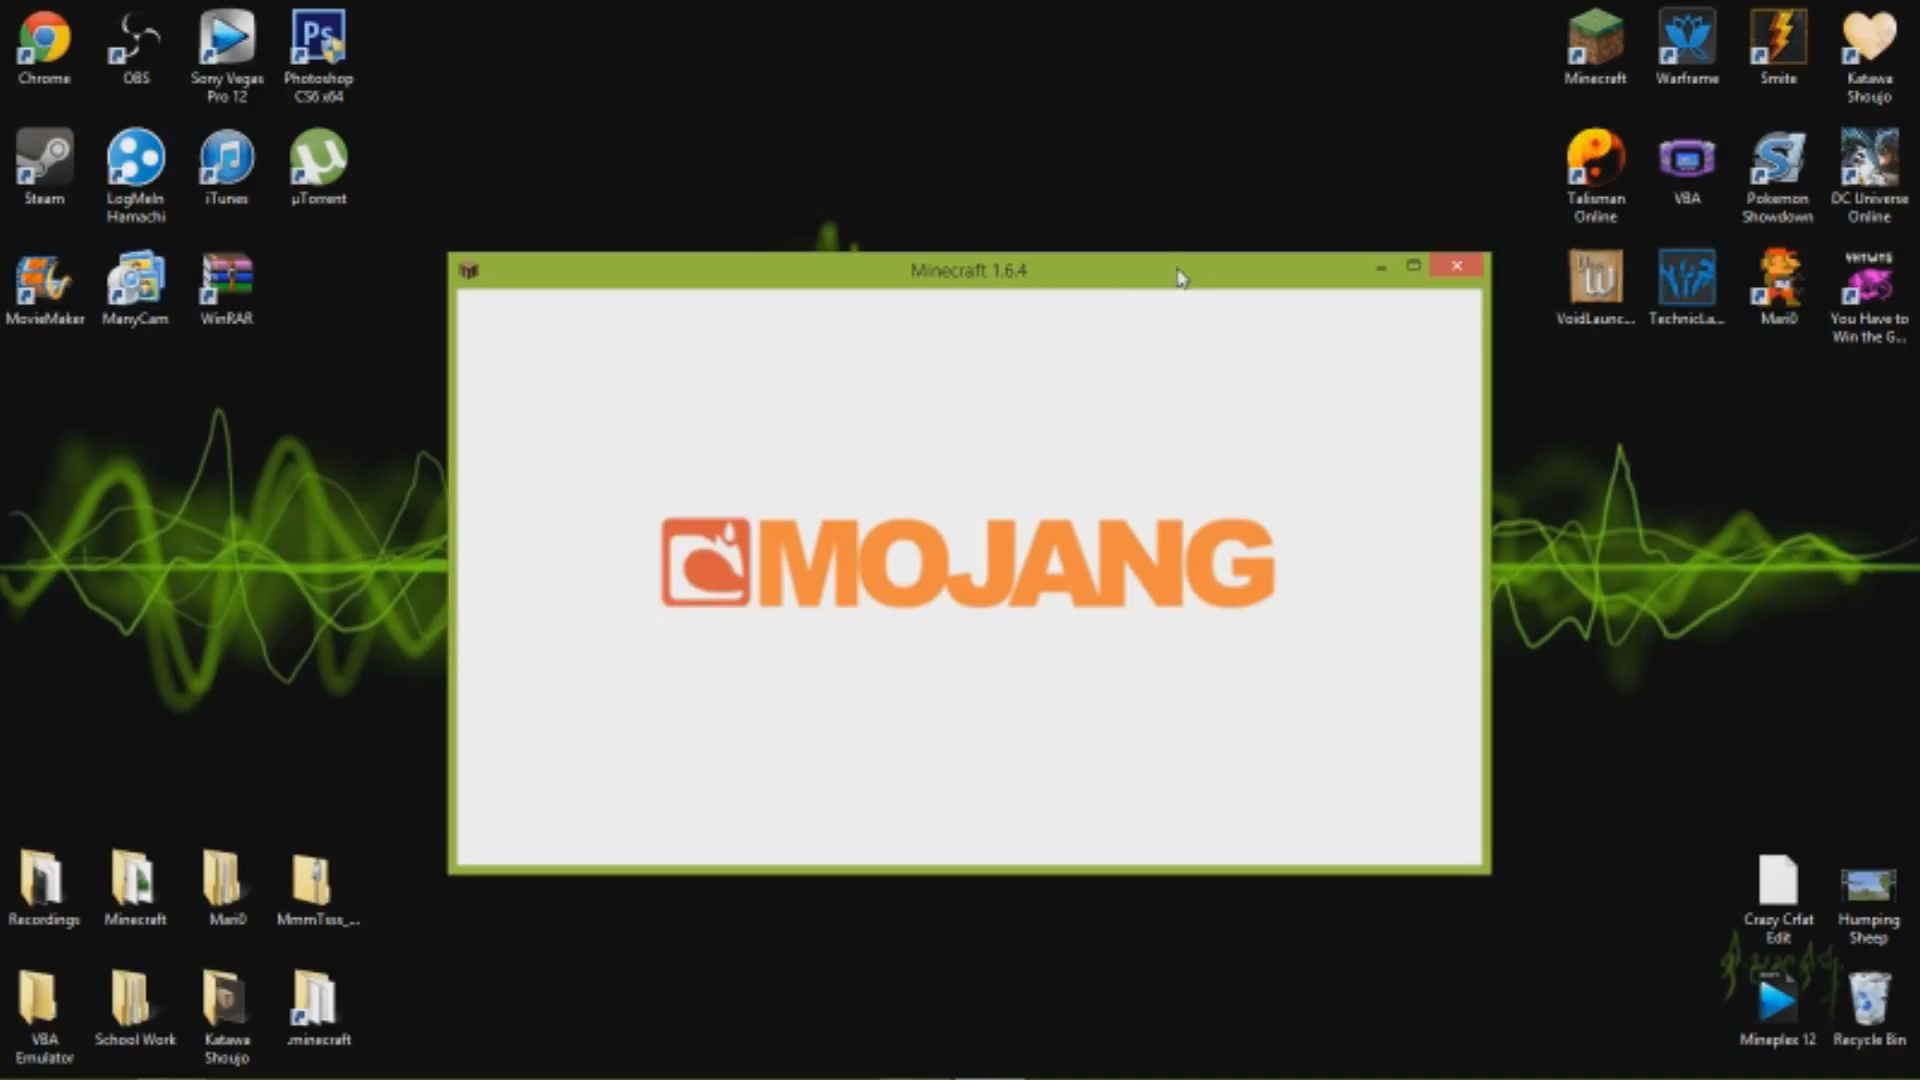 Chrome
OBS
Sony Vegas
Pro 12
Photoshop
CS6 x64
Ps
Minecraft
Warframe
Smite
Katawa
Shoujo
Steam
LogMeIn
Hamachi
iTunes
µTorrent
Talisman
Online
VBA
Pokemon
Showdown
DC Universe
Online
MovieMaker
ManyCam
WinRAR
Minecraft 1.6.4
VoidLaunc...
TechnicLa...
Mari0
You Have to
Win the G...
MOJANG
Recordings
Minecraft
Mari0
MmmTsss_...
Crazy Crfat
Edit
Humping
Sheep
VBA
Emulator
School Work
Katawa
Shoujo
.minecraft
Mineplex 12
Recycle Bin